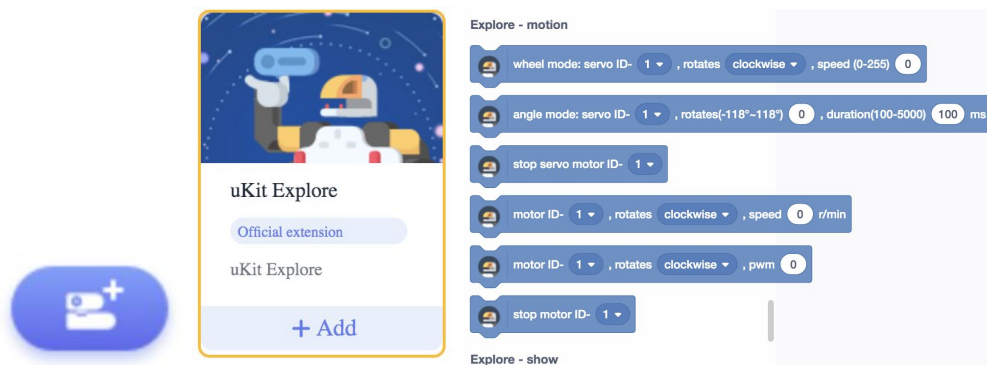 uKit Explore
Official extension
uKit Explore
+ Add
Explore - motion
wheel mode: servo ID- 1 , rotates clockwise , speed (0-255) 0
angle mode: servo ID- 1 , rotates(-118°~118°) 0 , duration(100-5000) 100 ms
stop servo motor ID- 1
motor ID- 1 , rotates clockwise , speed 0 r/min
motor ID- 1 , rotates clockwise , pwm 0
stop motor ID- 1
Explore - show